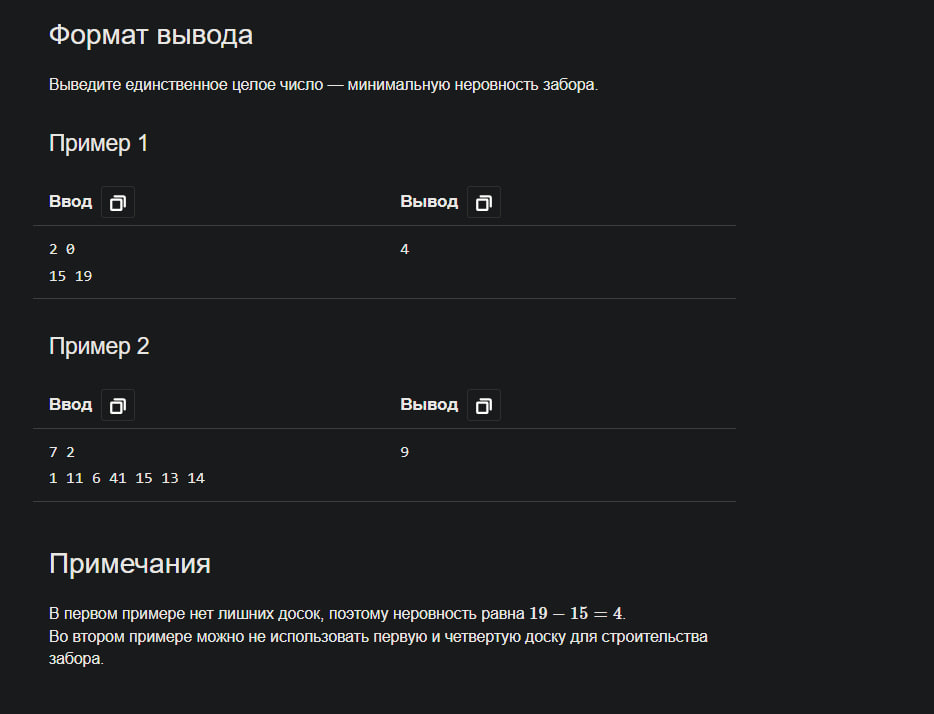 Формат вывода
Выведите единственное целое число — минимальную неровность забора.
Пример 1
Ввод Вывод
2 0 4
15 19
Пример 2
Ввод Вывод
7 2 9
1 11 6 41 15 13 14
Примечания
В первом примере нет лишних досок, поэтому неровность равна 19 − 15 = 4.
Во втором примере можно не использовать первую и четвертую доску для строительства
забора.